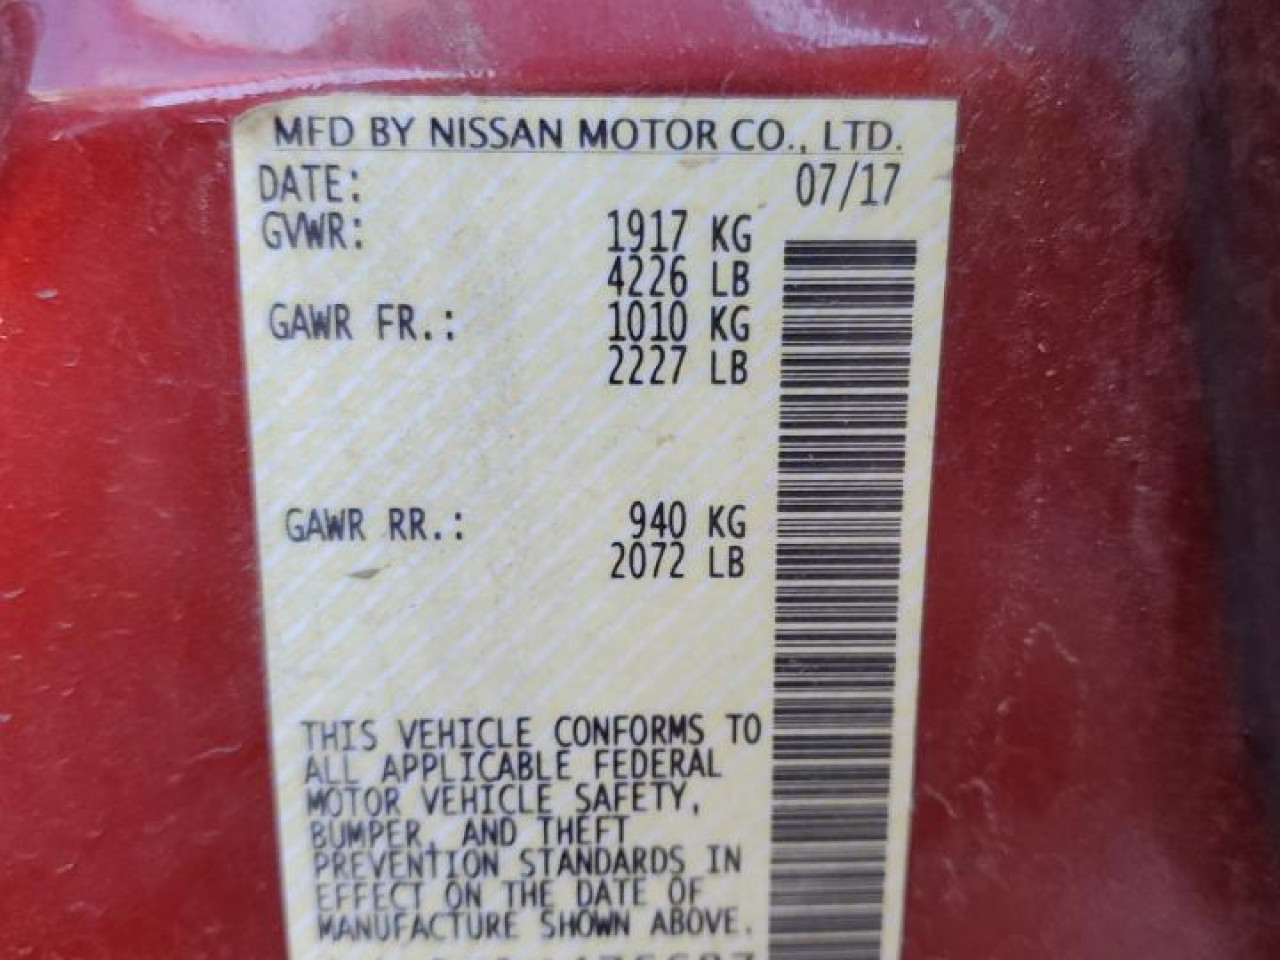 MFD BY NISSAN MOTOR CO., LTD.
DATE: 07/17
GVWR: 1917 KG
4226 LB
GAWR FR.: 1010 KG
2227 LB
GAWR RR.: 940 KG
2072 LB
THIS VEHICLE CONFORMS TO
ALL APPLICABLE FEDERAL
MOTOR VEHICLE SAFETY,
BUMPER, AND THEFT
PREVENTION STANDARDS IN
EFFECT ON THE DATE OF
MANUFACTURE SHOWN ABOVE.